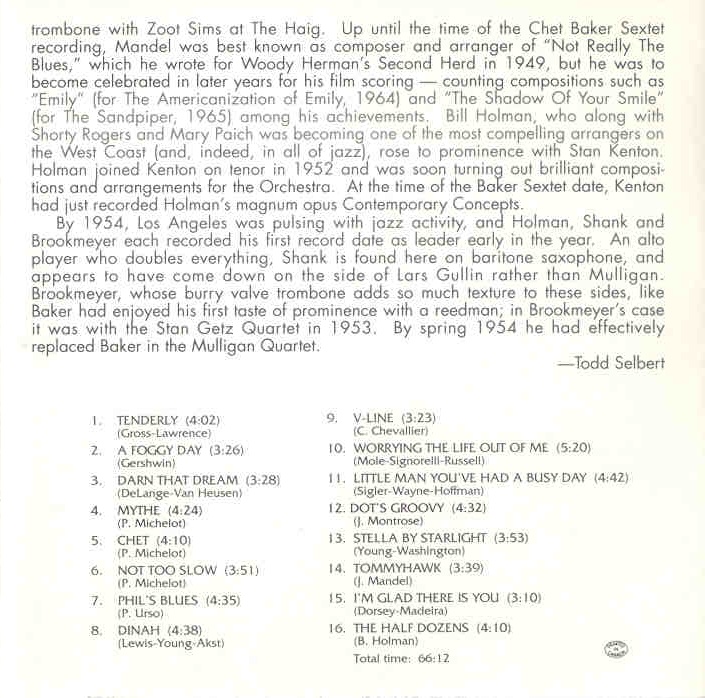 trombone with Zoot Sims at The Haig. Up until the time of the Chet Baker Sextet
recording, Mandel was best known as composer and arranger of “Not Really The
Blues,” which he wrote for Woody Herman’s Second Herd in 1949, but he was to
become celebrated in later years for his film scoring — counting compositions such as
“Emily” (for The Americanization of Emily, 1964) and “The Shadow Of Your Smile”
(for The Sandpiper, 1965) among his achievements. Bill Holman, who along with
Shorty Rogers and Mary Paich was becoming one of the most compelling arrangers on
the West Coast (and, indeed, in all of jazz), rose to prominence with Stan Kenton.
Holman joined Kenton on tenor in 1952 and was soon turning out brilliant composi-
tions and arrangements for the Orchestra. At the time of the Baker Sextet date, Kenton
had just recorded Holman’s magnum opus Contemporary Concepts.
By 1954, Los Angeles was pulsing with jazz activity, and Holman, Shank and
Brookmeyer each recorded his first record date as leader early in the year. An alto
player who doubles everything, Shank is found here on baritone saxophone, and
appears to have come down on the side of Lars Gullin rather than Mulligan.
Brookmeyer, whose burry valve trombone adds so much texture to these sides, like
Baker had enjoyed his first taste of prominence with a reedman; in Brookmeyer’s case
it was with the Stan Getz Quartet in 1953. By spring 1954 he had effectively
replaced Baker in the Mulligan Quartet.
—Todd Selbert
1. TENDERLY (4:02)
(Gross-Lawrence)
2. A FOGGY DAY (3:26)
(Gershwin)
3. DARN THAT DREAM (3:28)
(DeLange-Van Heusen)
4. MYTHE (4:24)
(P. Michelot)
5. CHET (4:10)
(P. Michelot)
6. NOT TOO SLOW (3:51)
(P. Michelot)
7. PHIL’S BLUES (4:35)
(P. Urso)
8. DINAH (4:38)
(Lewis-Young-Akst)
9. V-LINE (3:23)
(C. Chevallier)
10. WORRYING THE LIFE OUT OF ME (5:20)
(Mole-Signorelli-Russell)
11. LITTLE MAN YOU’VE HAD A BUSY DAY (4:42)
(Sigler-Wayne-Hoffman)
12. DOT’S GROOVY (4:32)
(J. Montrose)
13. STELLA BY STARLIGHT (3:53)
(Young-Washington)
14. TOMMYHAWK (3:39)
(J. Mandel)
15. I’M GLAD THERE IS YOU (3:10)
(Dorsey-Madeira)
16. THE HALF DOZENS (4:10)
(B. Holman)
Total time: 66:12